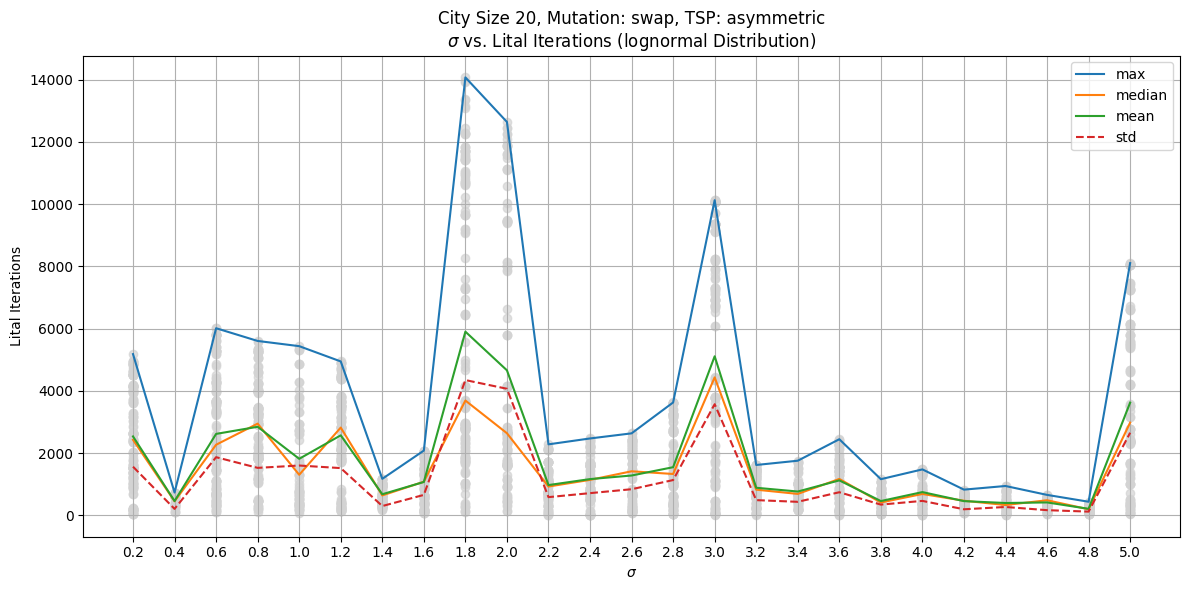 City Size 20, Mutation: swap, TSP: asymmetric
σ vs. Lital Iterations (lognormal Distribution)
max
median
mean
std
Lital Iterations
14000
12000
10000
8000
6000
4000
2000
0
0.2 0.4 0.6 0.8 1.0 1.2 1.4 1.6 1.8 2.0 2.2 2.4 2.6 2.8 3.0 3.2 3.4 3.6 3.8 4.0 4.2 4.4 4.6 4.8 5.0
σ